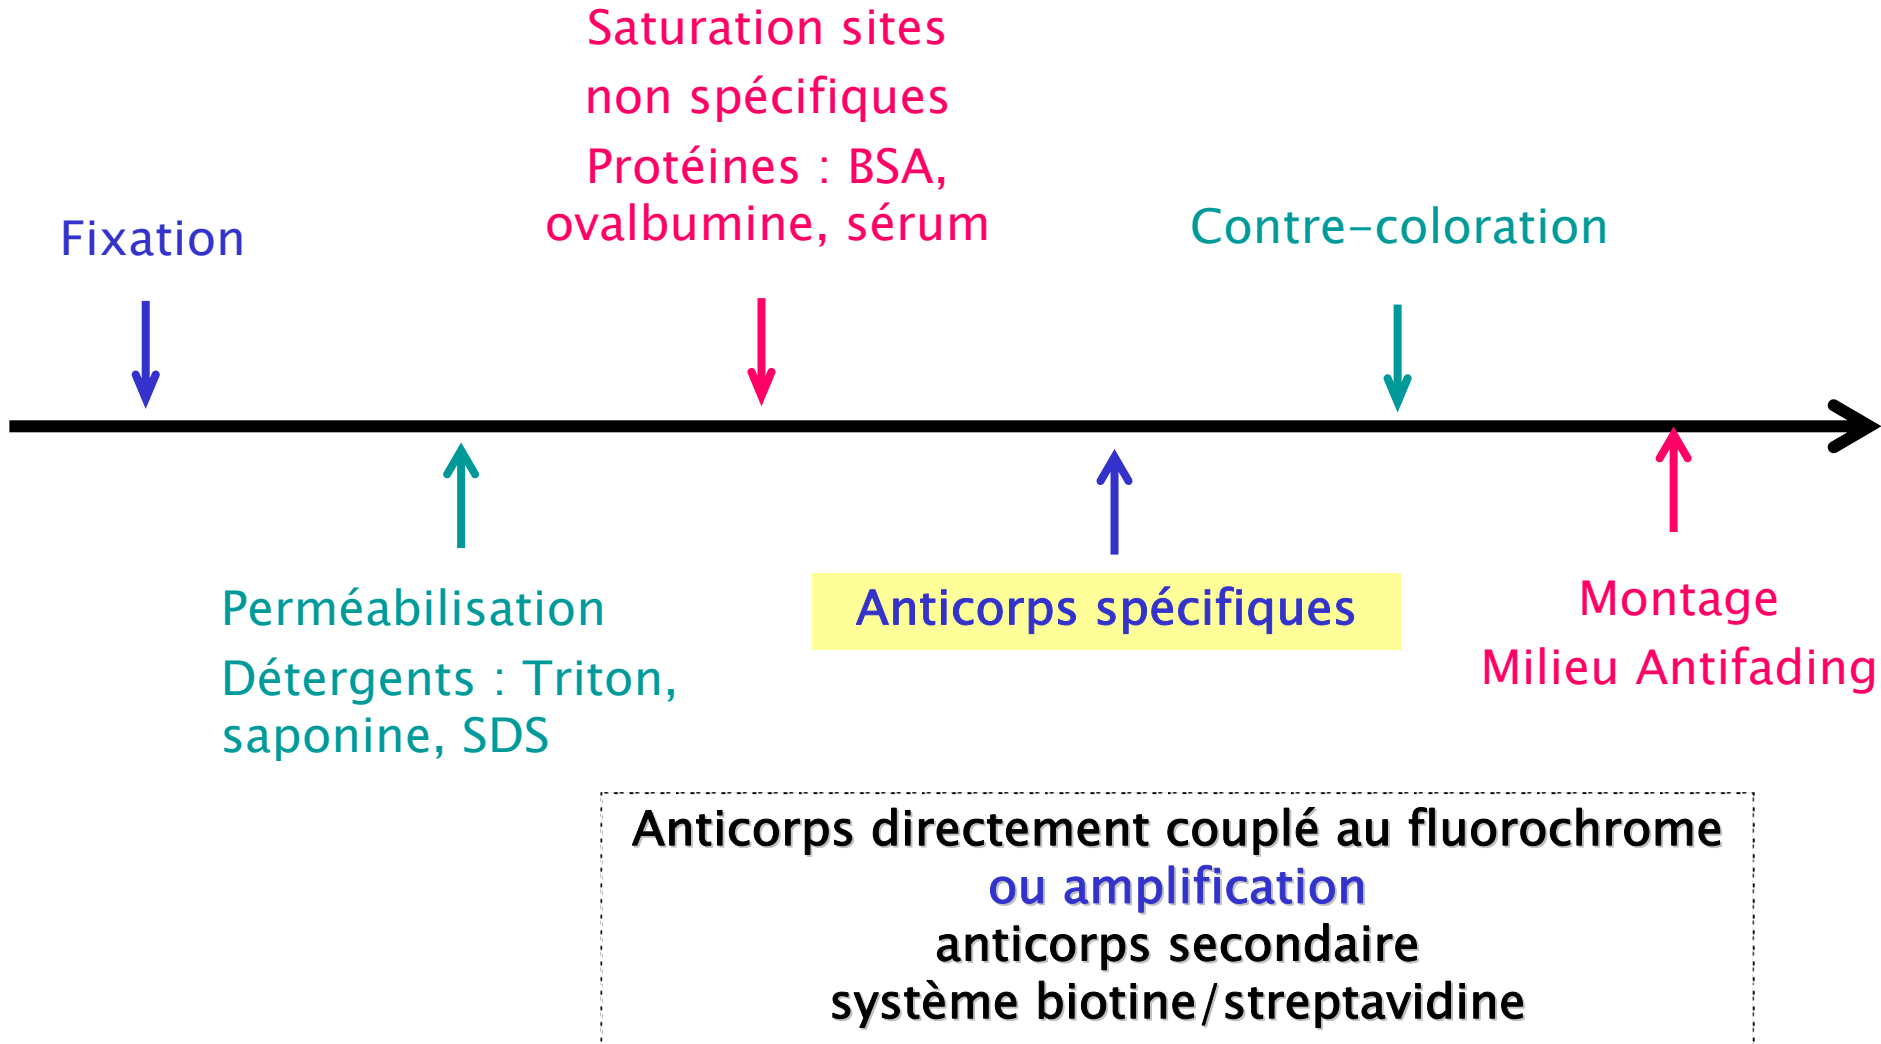 Saturation sites
non spécifiques
Protéines : BSA,
ovalbumine, sérum
Fixation
Contre-coloration
Perméabilisation
Détergents : Triton,
saponine, SDS
Anticorps spécifiques
Montage
Milieu Antifading
Anticorps directement couplé au fluorochrome
ou amplification
anticorps secondaire
système biotine/streptavidine